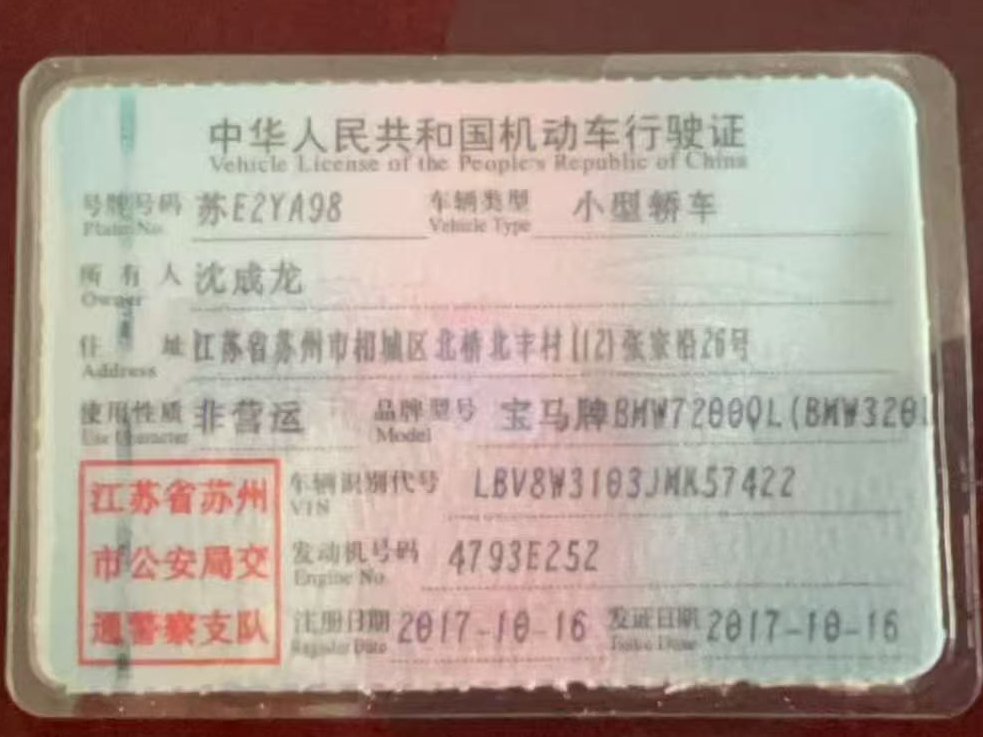 中华人民共和国机动车行驶证
Vehicle License of the People's Republic of China
号牌号码 苏E2YA98 车辆类型 小型轿车
Plate No. Vehicle Type
所有人 沈成龙
Owner
住址 江苏省苏州市相城区北桥北丰村(12)张家浴26号
Address
使用性质 非营运 品牌型号 宝马牌BMW7200QL(BMW320
Use Character Model
江苏省苏州 车辆识别代号 LBV8W3103JMK57422
VIN
市公安局交 发动机号码 4793E252
Engine No.
通警察支队 注册日期 2017-10-16 发证日期 2017-10-16
Register Date Issue Date